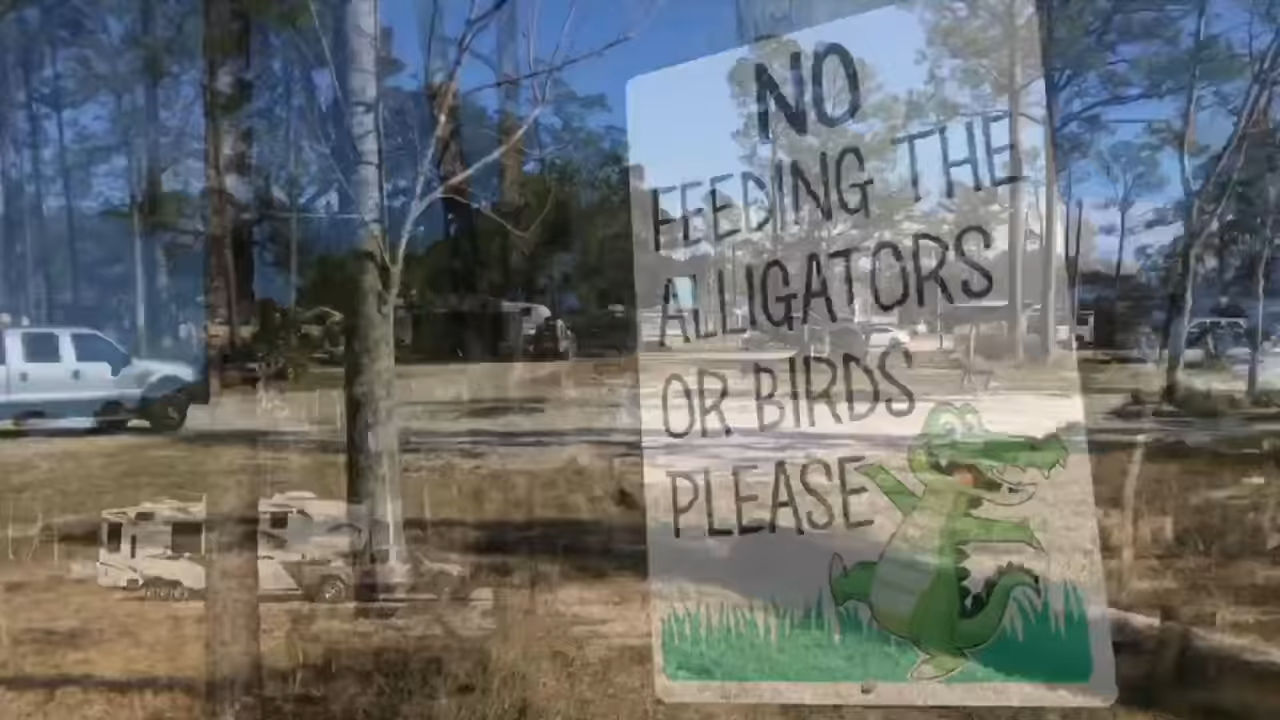 NO
FEEDING THE
ALLIGATORS
OR BIRDS
PLEASE